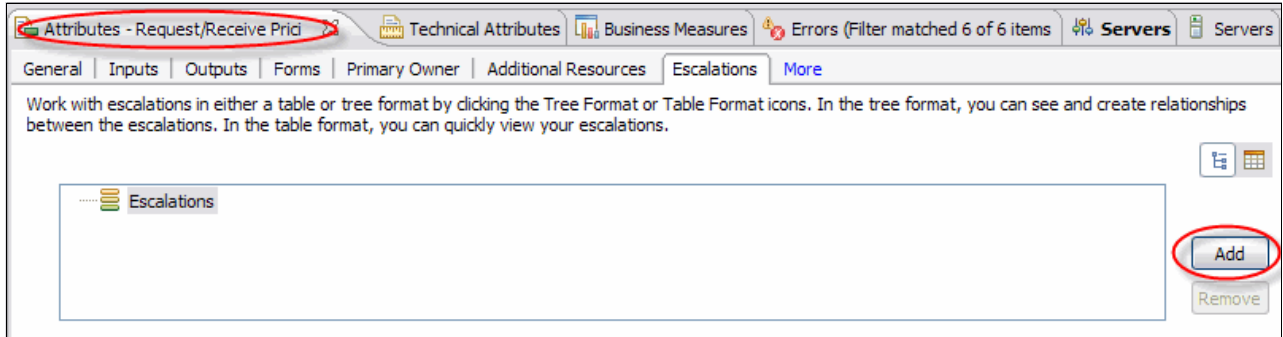 Attributes - Request/Receive Prici Technical Attributes Business Measures Errors (Filter matched 6 of 6 items Servers Servers
General Inputs Outputs Forms Primary Owner Additional Resources Escalations More
Work with escalations in either a table or tree format by clicking the Tree Format or Table Format icons. In the tree format, you can see and create relationships
between the escalations. In the table format, you can quickly view your escalations.
Escalations
Add
Remove